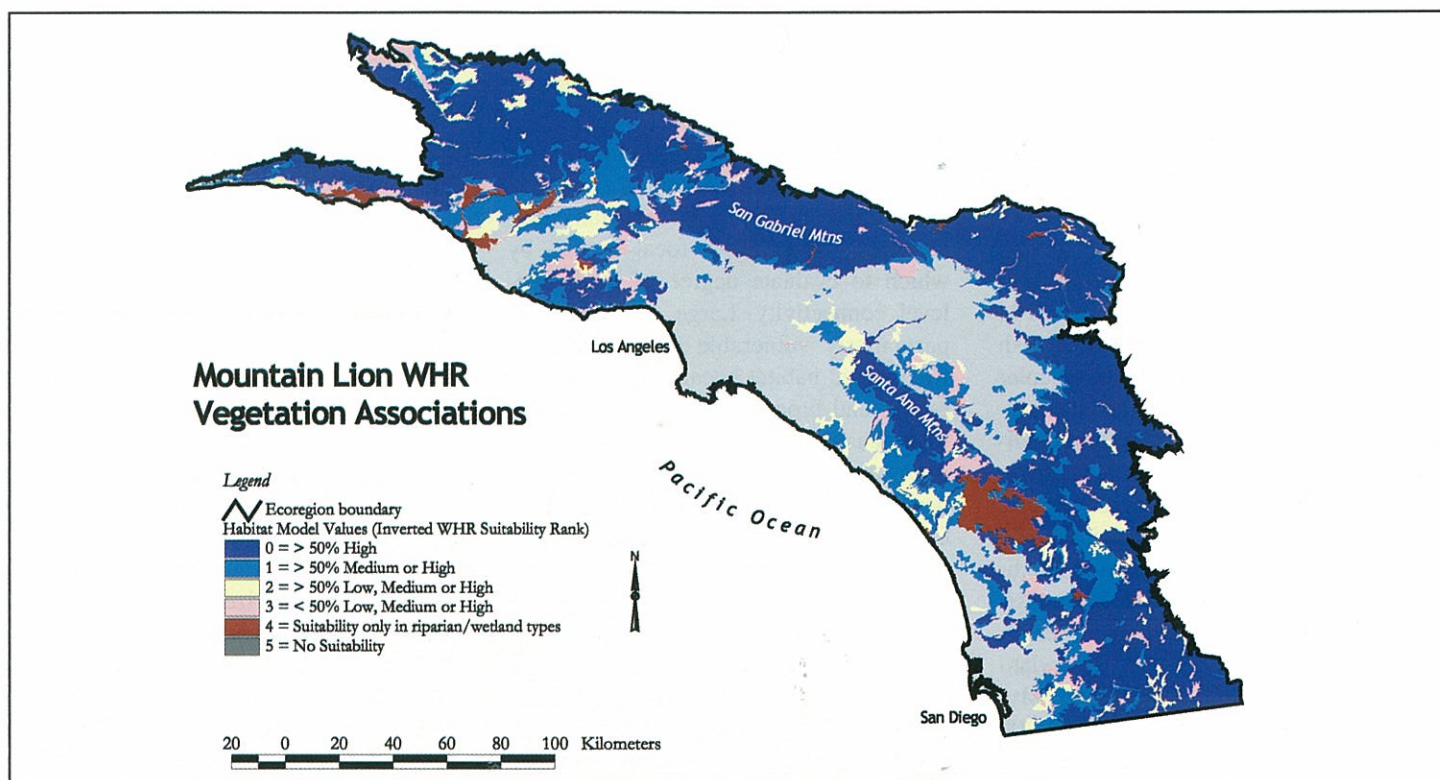 San Gabriel Mtns
Los Angeles
Santa Ana Mtns
Mountain Lion WHR
Vegetation Associations
Pacific Ocean
Legend
Ecoregion boundary
Habitat Model Values (Inverted WHR Suitability Rank)
0 = > 50% High
1 = > 50% Medium or High
2 = > 50% Low, Medium or High
3 = < 50% Low, Medium or High
4 = Suitability only in riparian/wetland types
5 = No Suitability
N
San Diego
20 0 20 40 60 80 100 Kilometers